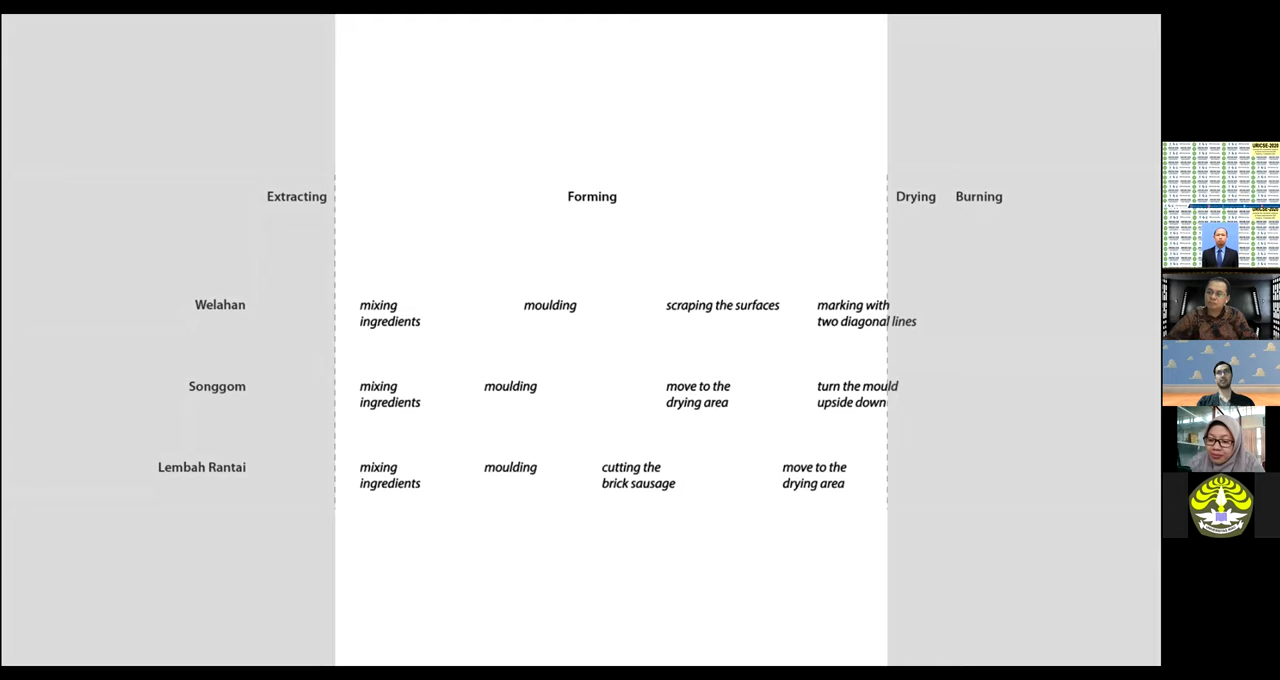 Extracting Forming Drying Burning
Welahan mixing moulding scraping the surfaces marking with
ingredients two diagonal lines
Songgom mixing moulding move to the turn the mould
ingredients drying area upside down
Lembah Rantai mixing moulding cutting the move to the
ingredients brick sausage drying area
URICSE-2020